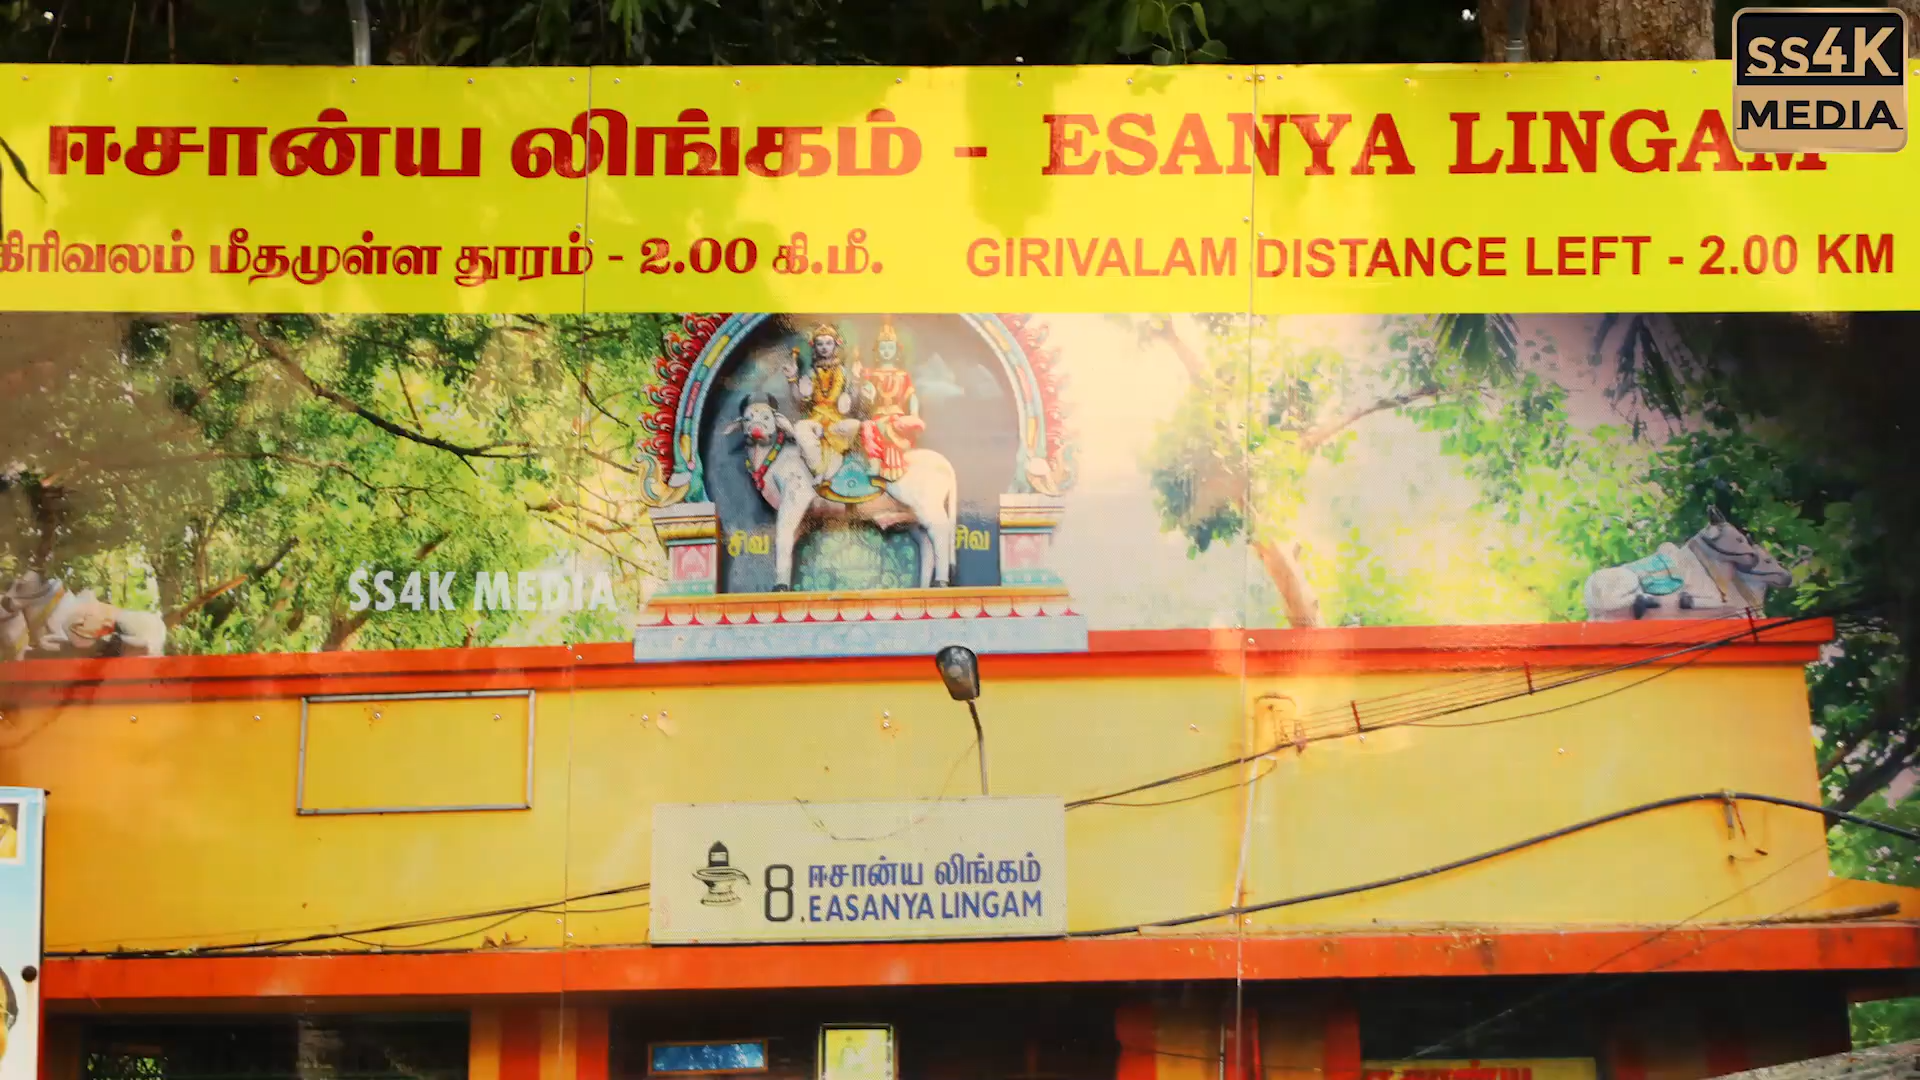 SS4K
MEDIA
ஈசான்ய லிங்கம் - ESANYA LINGAM
கிரிவலம் மீதமுள்ள தூரம் - 2.00 கி.மீ. GIRIVALAM DISTANCE LEFT - 2.00 KM
சிவ சிவ
SS4K MEDIA
8. ஈசான்ய லிங்கம்
EASANYA LINGAM